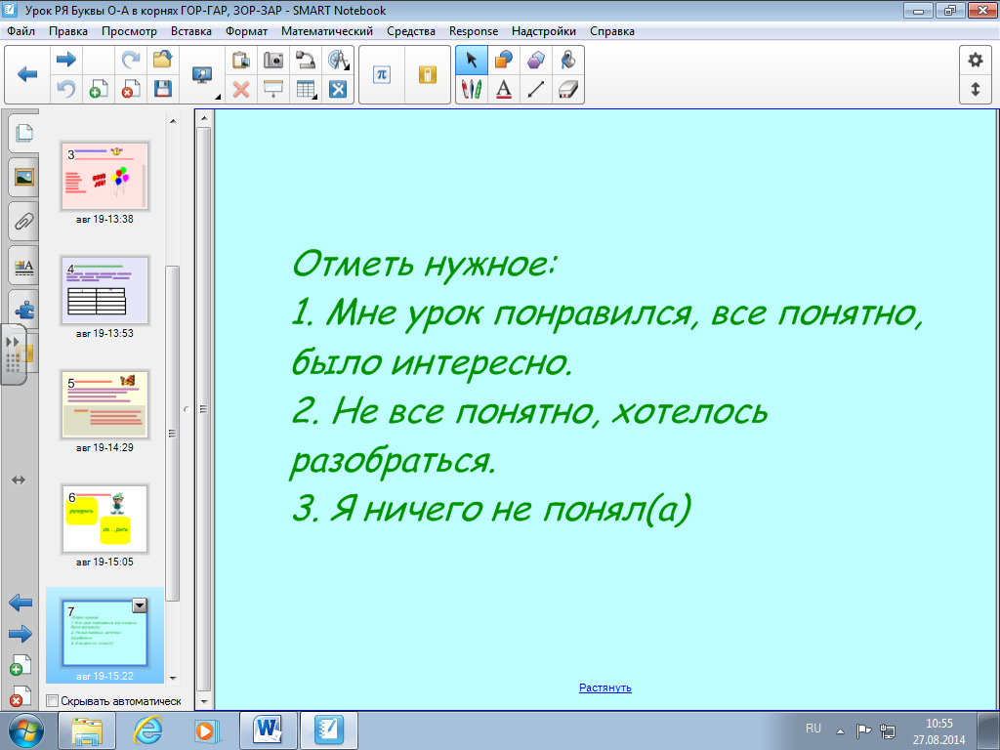 Урок РЯ Буквы О-А в корнях ГОР-ГАР, ЗОР-ЗАР - SMART Notebook
Файл Правка Просмотр Вставка Формат Математический Средства Response Надстройки Справка
π
A
3
авг 19-13:38
4
авг 19-13:53
5
авг 19-14:29
6
авг 19-15:05
7
авг 19-15:22
Скрывать автоматическ
Отметь нужное:
1. Мне урок понравился, все понятно,
было интересно.
2. Не все понятно, хотелось
разобраться.
3. Я ничего не понял(а)
Растянуть
RU
10:55
27.08.2014